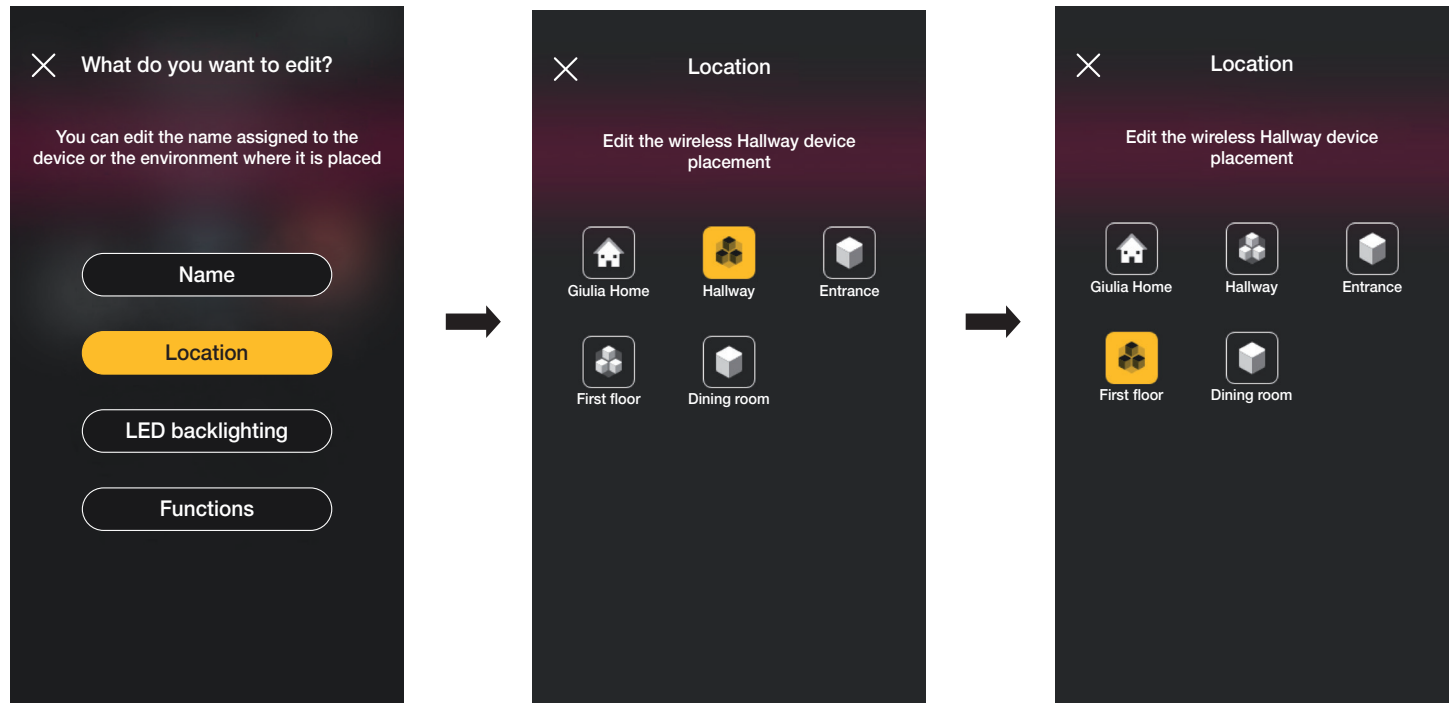 What do you want to edit?
You can edit the name assigned to the
device or the environment where it is placed
Name
Location
LED backlighting
Functions
Location
Edit the wireless Hallway device
placement
Giulia Home
Hallway
Entrance
First floor
Dining room
Location
Edit the wireless Hallway device
placement
Giulia Home
Hallway
Entrance
First floor
Dining room